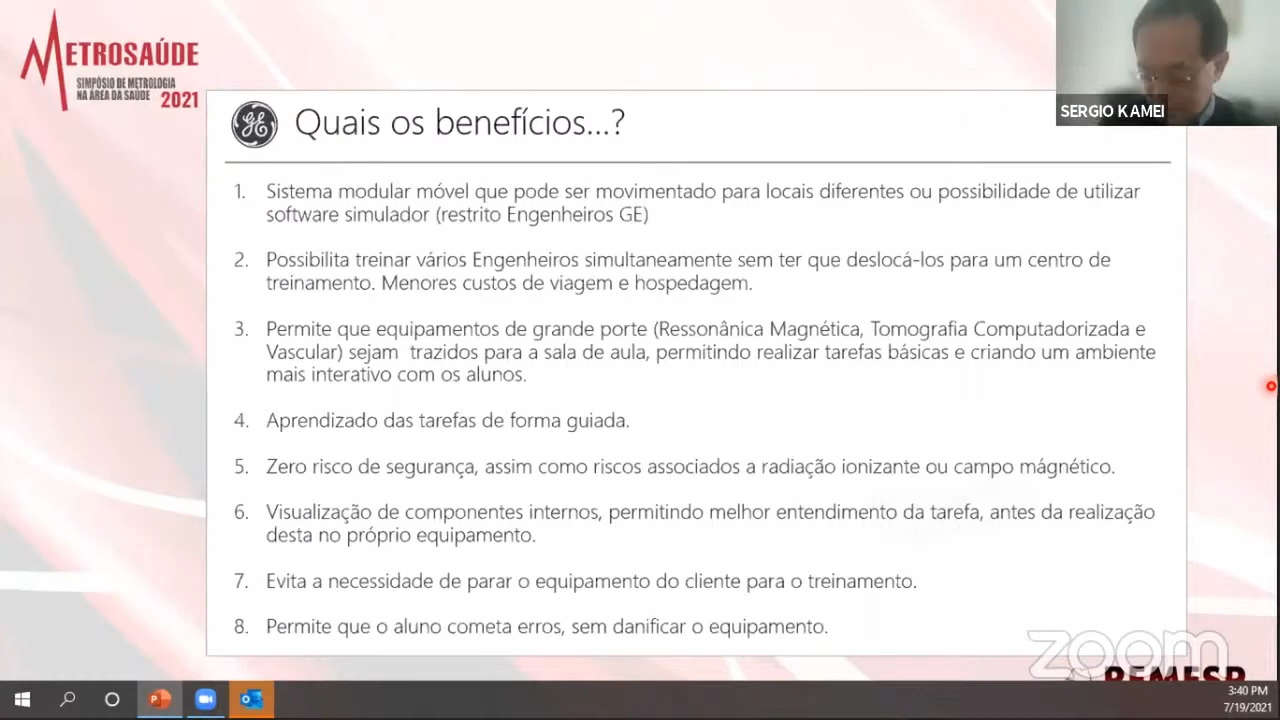 METROSAÚDE
SIMPÓSIO DE METROLOGIA
NA ÁREA DA SAÚDE 2021
SERGIO KAMEI
GE Quais os benefícios...?
1. Sistema modular móvel que pode ser movimentado para locais diferentes ou possibilidade de utilizar
software simulador (restrito Engenheiros GE)
2. Possibilita treinar vários Engenheiros simultaneamente sem ter que deslocá-los para um centro de
treinamento. Menores custos de viagem e hospedagem.
3. Permite que equipamentos de grande porte (Ressonânica Magnética, Tomografia Computadorizada e
Vascular) sejam trazidos para a sala de aula, permitindo realizar tarefas básicas e criando um ambiente
mais interativo com os alunos.
4. Aprendizado das tarefas de forma guiada.
5. Zero risco de segurança, assim como riscos associados a radiação ionizante ou campo mágnético.
6. Visualização de componentes internos, permitindo melhor entendimento da tarefa, antes da realização
desta no próprio equipamento.
7. Evita a necessidade de parar o equipamento do cliente para o treinamento.
8. Permite que o aluno cometa erros, sem danificar o equipamento.
zoom
REMESP
3:40 PM
7/19/2021